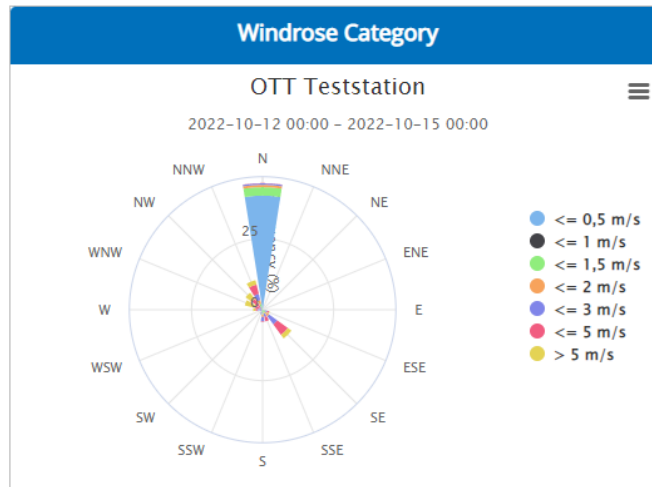 Windrose Category
OTT Teststation
2022-10-12 00:00 - 2022-10-15 00:00
N
NNE
NE
ENE
E
ESE
SE
SSE
S
SSW
SW
WSW
W
WNW
NW
NNW
25
0
(%)
<= 0,5 m/s
<= 1 m/s
<= 1,5 m/s
<= 2 m/s
<= 3 m/s
<= 5 m/s
> 5 m/s